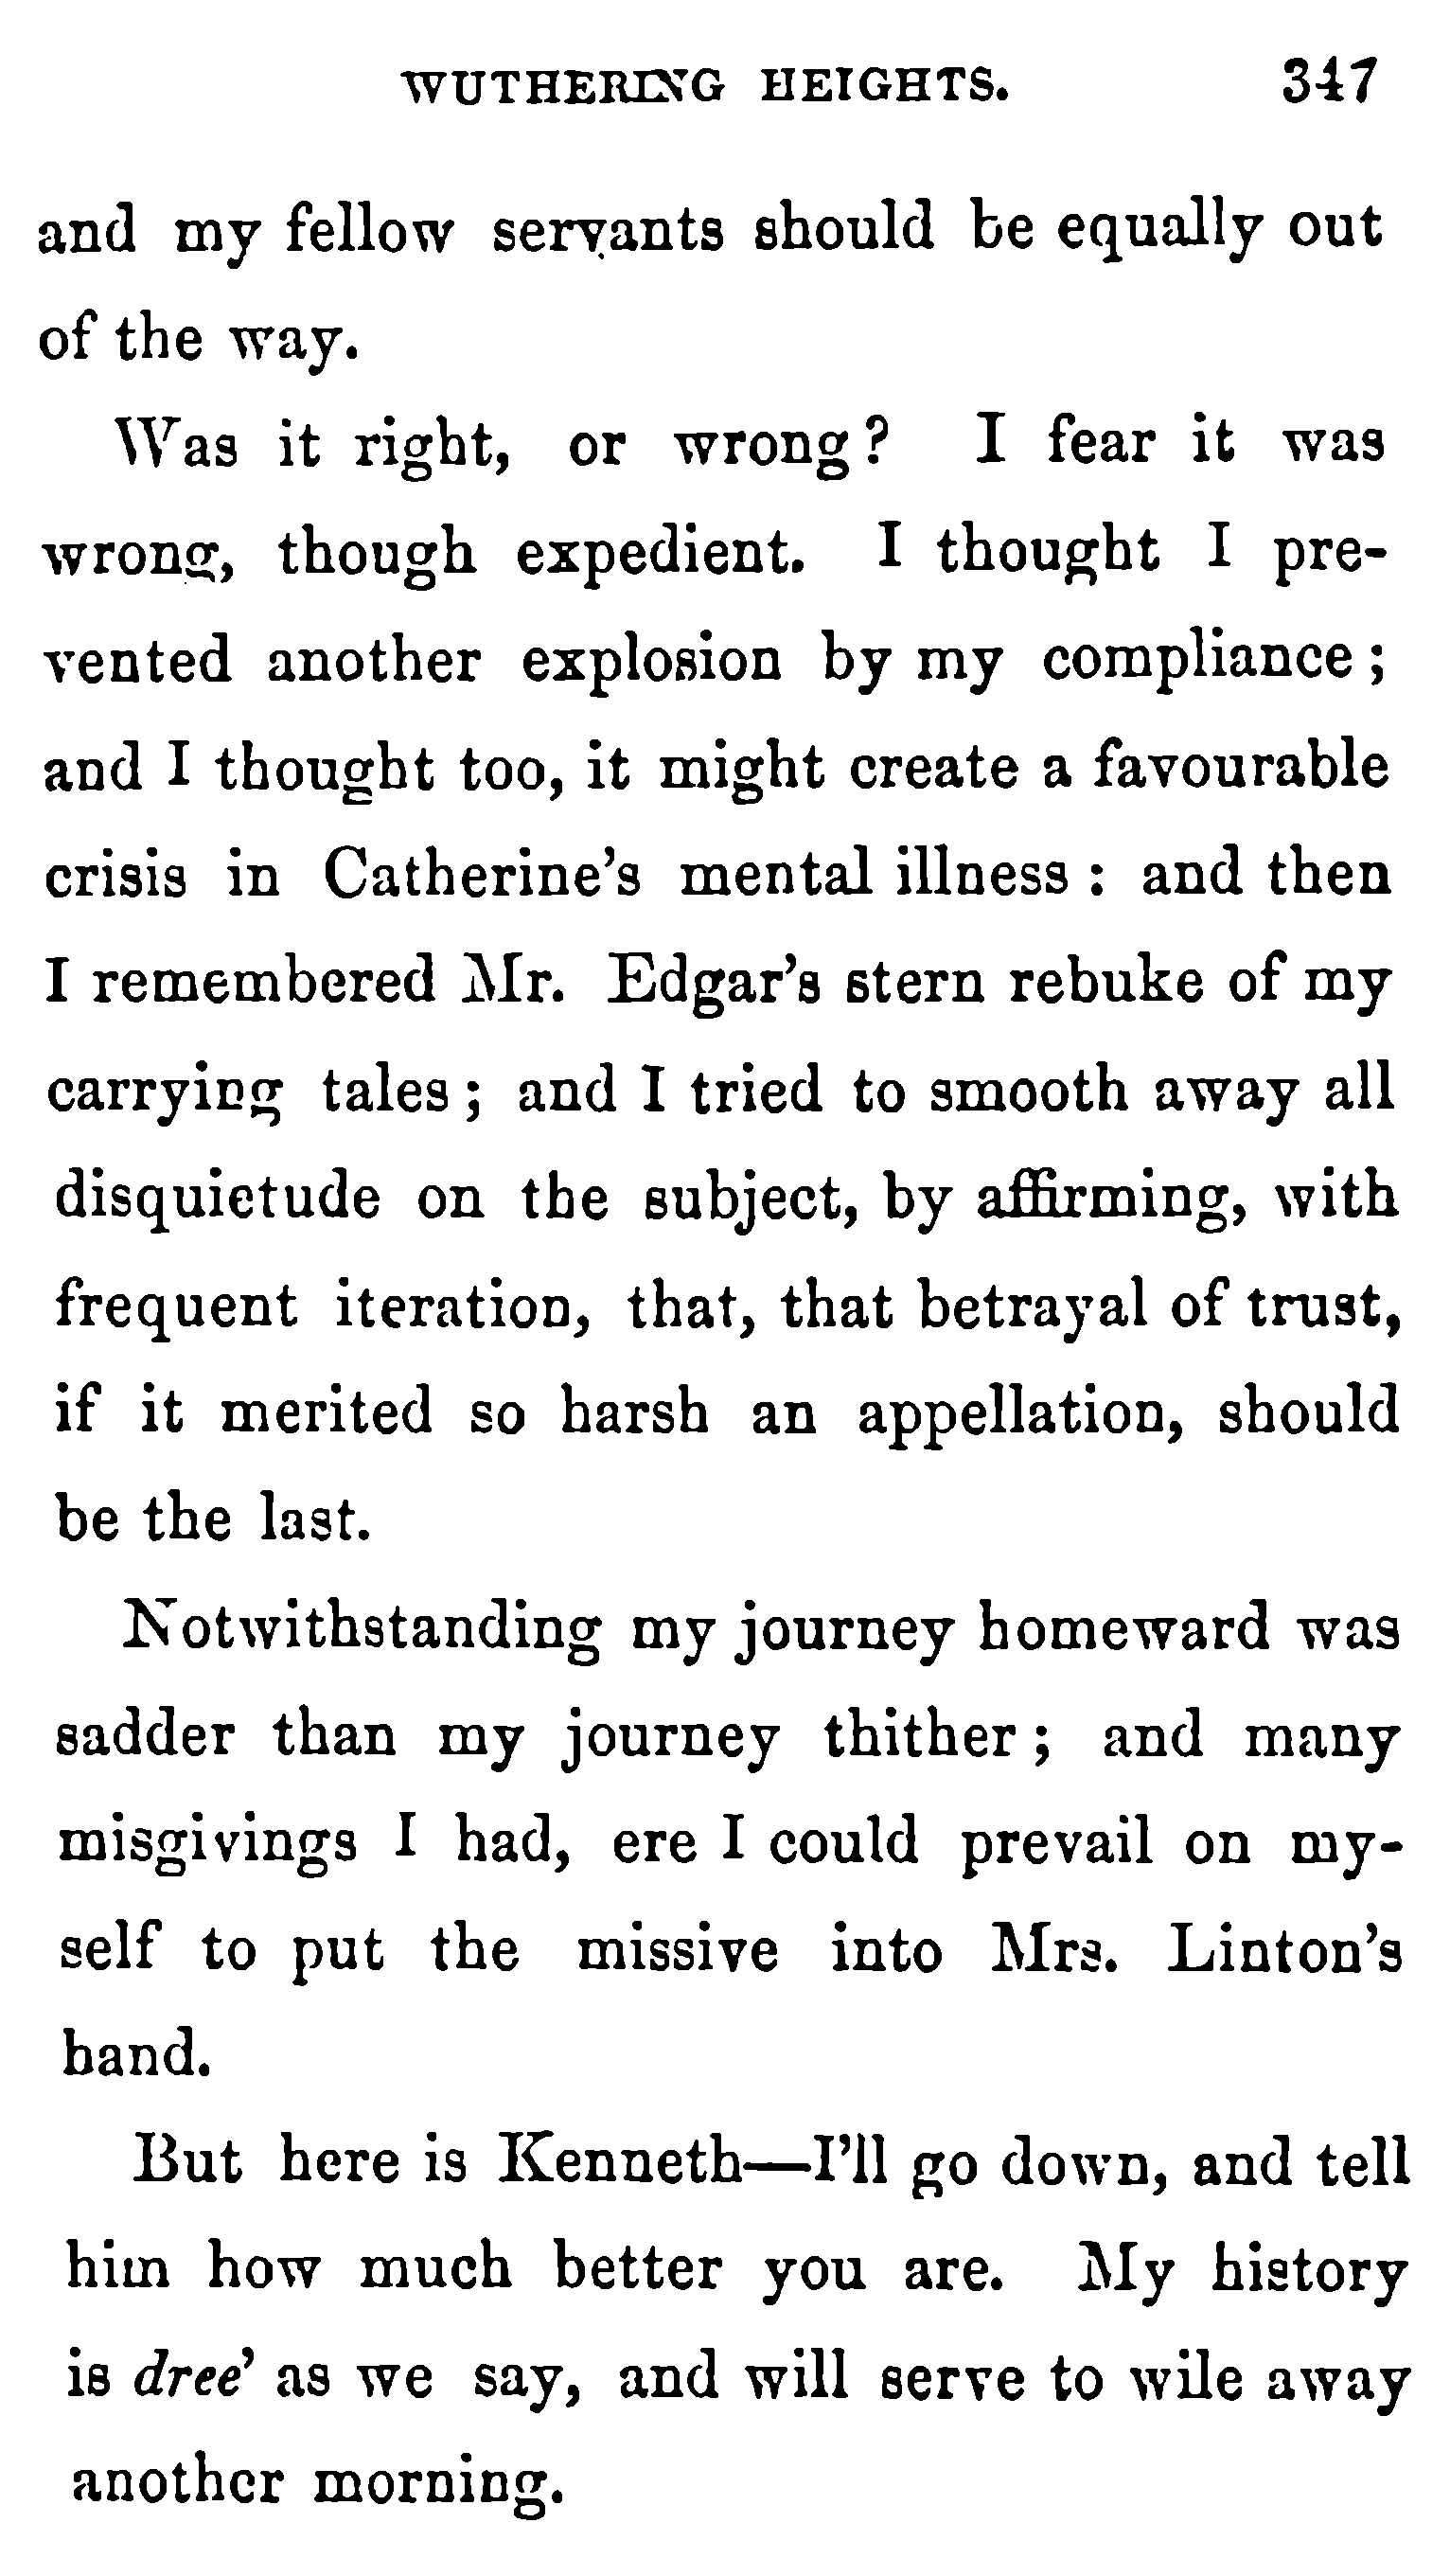 WUTHERING HEIGHTS. 347
and my fellow servants should be equally out
of the way.
Was it right, or wrong? I fear it was
wrong, though expedient. I thought I pre-
vented another explosion by my compliance;
and I thought too, it might create a favourable
crisis in Catherine's mental illness: and then
I remembered Mr. Edgar's stern rebuke of my
carrying tales; and I tried to smooth away all
disquietude on the subject, by affirming, with
frequent iteration, that, that betrayal of trust,
if it merited so harsh an appellation, should
be the last.
Notwithstanding my journey homeward was
sadder than my journey thither; and many
misgivings I had, ere I could prevail on my-
self to put the missive into Mrs. Linton's
hand.
But here is Kenneth—I'll go down, and tell
him how much better you are. My history
is dree' as we say, and will serve to wile away
another morning.